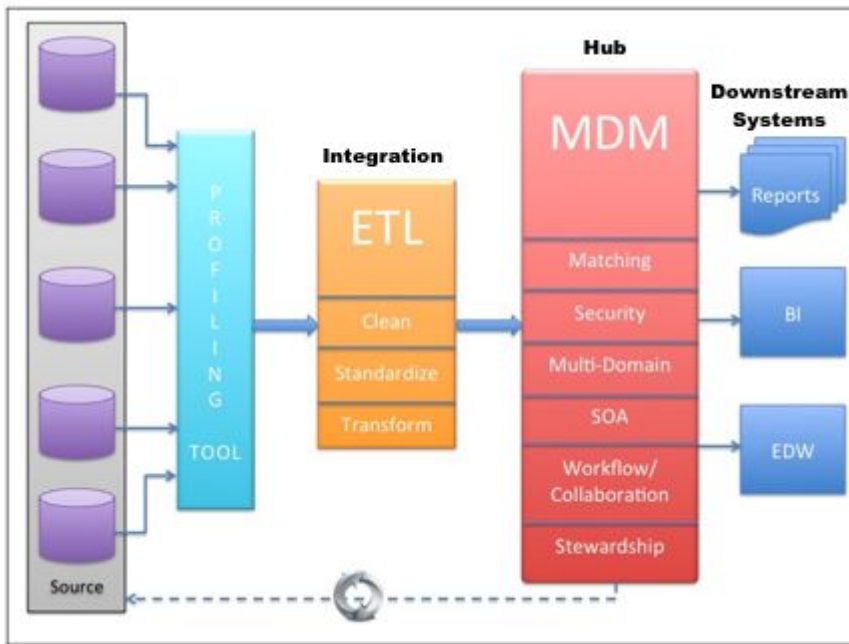 Source
PROFILING
TOOL
Integration
ETL
Clean
Standardize
Transform
Hub
MDM
Matching
Security
Multi-Domain
SOA
Workflow/
Collaboration
Stewardship
Downstream
Systems
Reports
BI
EDW